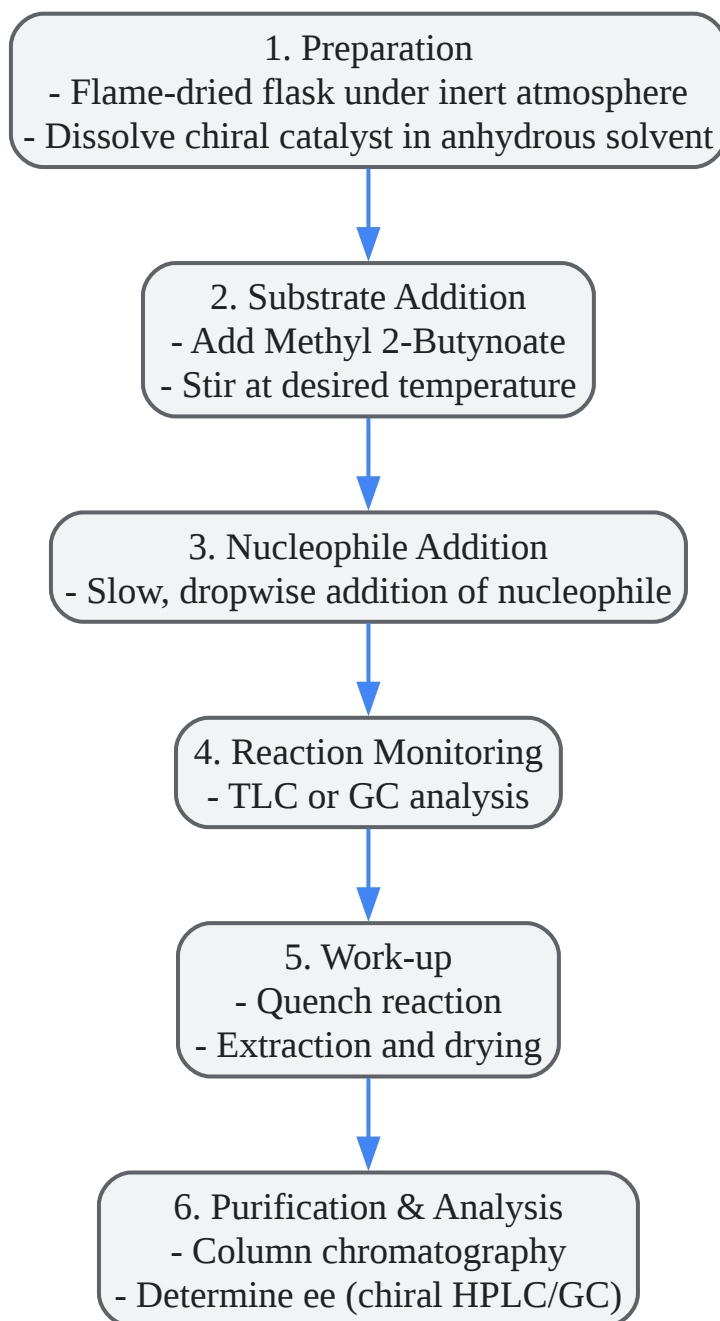 1. Preparation
- Flame-dried flask under inert atmosphere
- Dissolve chiral catalyst in anhydrous solvent
2. Substrate Addition
- Add Methyl 2-Butynoate
- Stir at desired temperature
3. Nucleophile Addition
- Slow, dropwise addition of nucleophile
4. Reaction Monitoring
- TLC or GC analysis
5. Work-up
- Quench reaction
- Extraction and drying
6. Purification & Analysis
- Column chromatography
- Determine ee (chiral HPLC/GC)